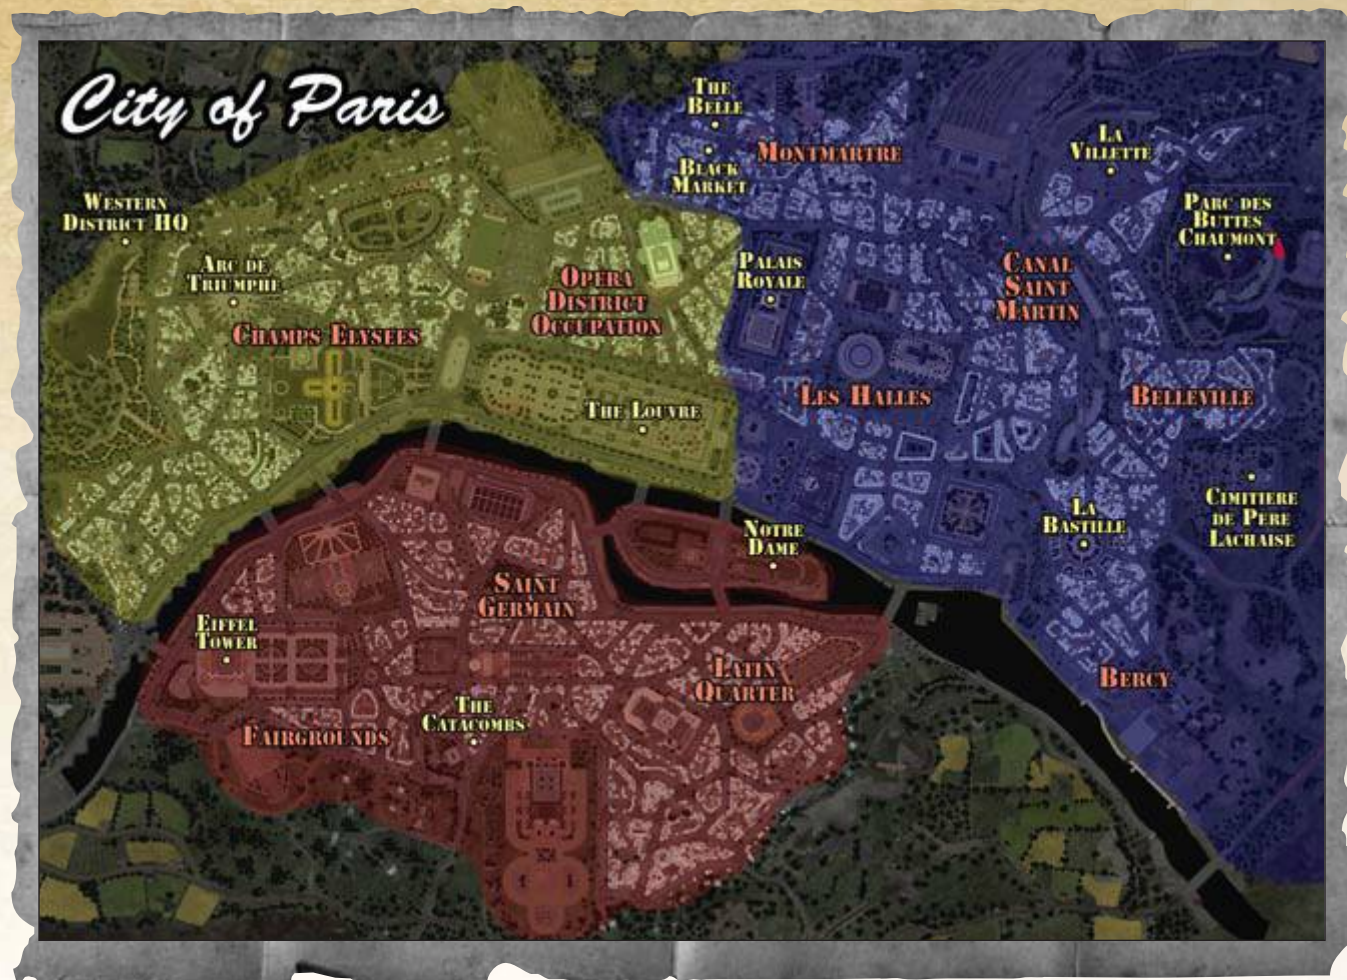 City of Paris
THE
BELLE
BLACK
MARKET
MONTMARTRE
LA
VILLETTE
WESTERN
DISTRICT HQ
PARC DES
BUTTES
CHAUMONT
ARC DE
TRIUMPHE
PALAIS
ROYALE
OPERA
DISTRICT
OCCUPATION
CANAL
SAINT
MARTIN
CHAMPS ELYSEES
LES HALLES
BELLEVILLE
THE LOUVRE
CIMITIERE
DE PERE
LACHAISE
LA
BASTILLE
NOTRE
DAME
SAINT
GERMAIN
EIFFEL
TOWER
LATIN
QUARTER
BERCY
THE
CATACOMBS
FAIRGROUNDS